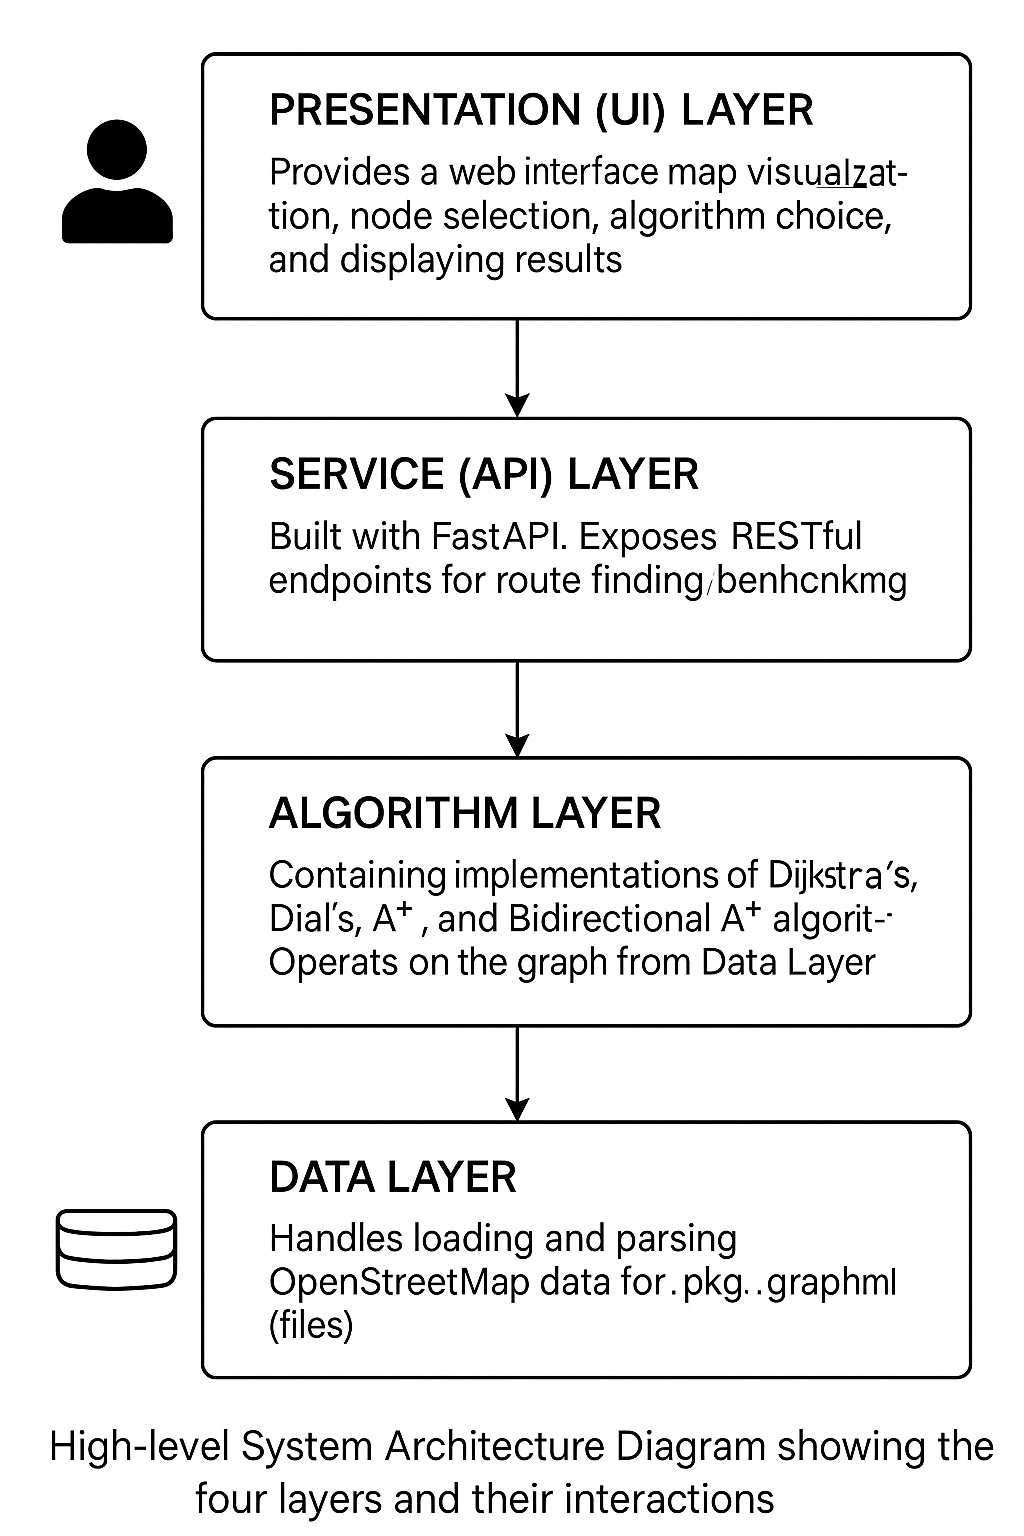 PRESENTATION (UI) LAYER
Provides a web interface map visualzat-
tion, node selection, algorithm choice,
and displaying results
SERVICE (API) LAYER
Built with FastAPI. Exposes RESTful
endpoints for route finding/benhcnkmg
ALGORITHM LAYER
Containing implementations of Dijkstra's,
Dial's, A⁺, and Bidirectional A⁺ algorit-
Operats on the graph from Data Layer
DATA LAYER
Handles loading and parsing
OpenStreetMap data for.pkg..graphml
(files)
High-level System Architecture Diagram showing the
four layers and their interactions